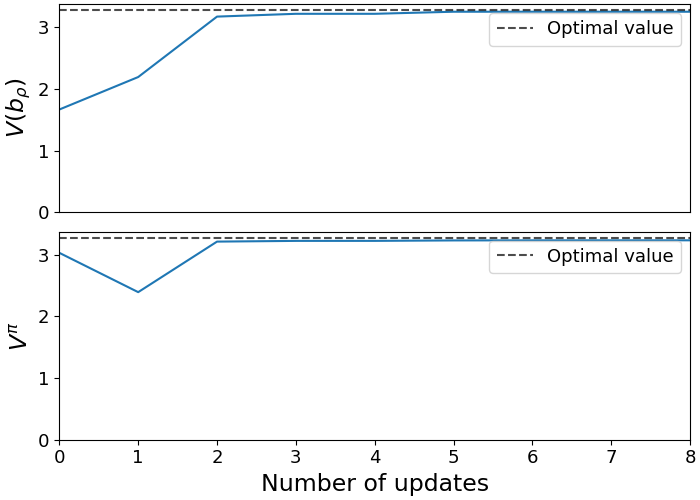 3
2
1
0
V(b_ρ)
Optimal value
3
2
1
0
V^π
Optimal value
0 1 2 3 4 5 6 7 8
Number of updates